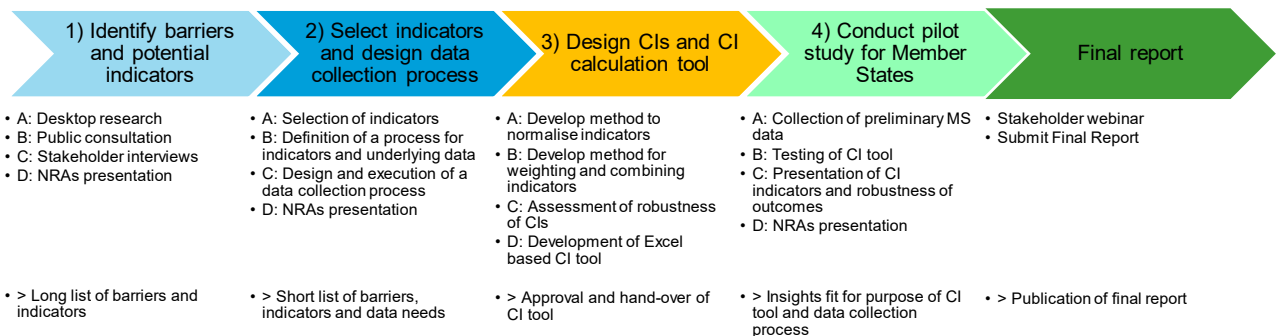 1) Identify barriers
and potential
indicators
2) Select indicators
and design data
collection process
3) Design CIs and CI
calculation tool
4) Conduct pilot
study for Member
States
Final report
• A: Desktop research
• B: Public consultation
• C: Stakeholder interviews
• D: NRAs presentation
• A: Selection of indicators
• B: Definition of a process for
indicators and underlying data
• C: Design and execution of a
data collection process
• D: NRAs presentation
• A: Develop method to
normalise indicators
• B: Develop method for
weighting and combining
indicators
• C: Assessment of robustness
of CIs
• D: Development of Excel
based CI tool
• A: Collection of preliminary MS
data
• B: Testing of CI tool
• C: Presentation of CI
indicators and robustness of
outcomes
• D: NRAs presentation
• Stakeholder webinar
• Submit Final Report
• > Long list of barriers and
indicators
• > Short list of barriers,
indicators and data needs
• > Approval and hand-over of
CI tool
• > Insights fit for purpose of CI
tool and data collection
process
• > Publication of final report